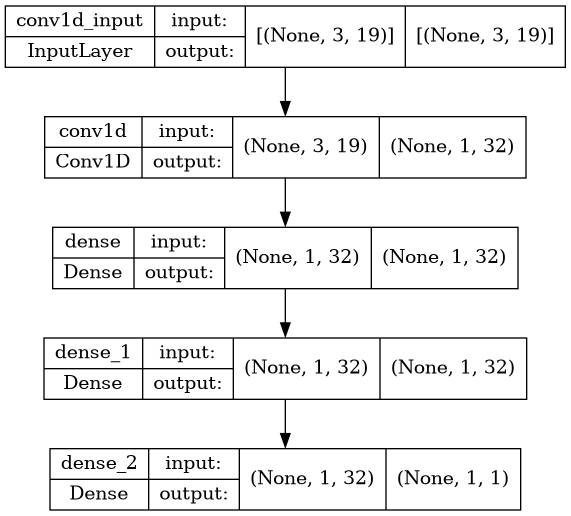 conv1d_input input: [(None, 3, 19)] [(None, 3, 19)]
InputLayer output:
conv1d input: (None, 3, 19) (None, 1, 32)
Conv1D output:
dense input: (None, 1, 32) (None, 1, 32)
Dense output:
dense_1 input: (None, 1, 32) (None, 1, 32)
Dense output:
dense_2 input: (None, 1, 32) (None, 1, 1)
Dense output: